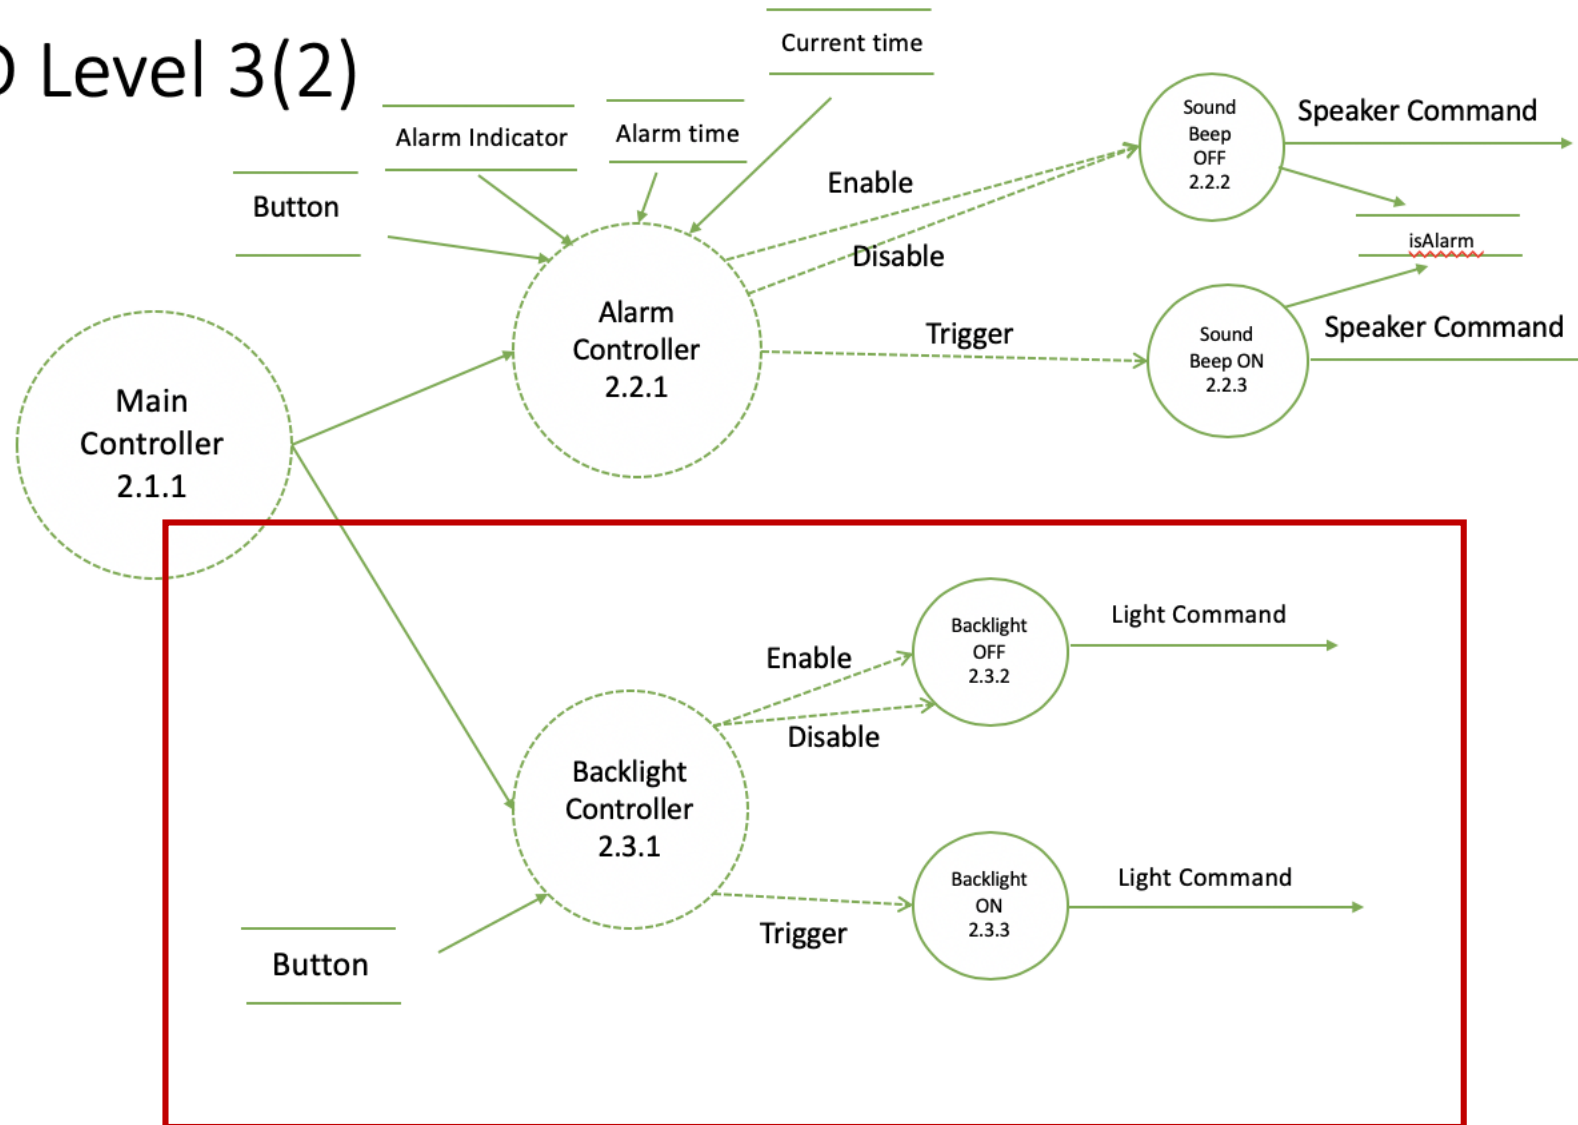 D Level 3(2)
Current time
Alarm Indicator
Alarm time
Button
Sound
Beep
OFF
2.2.2
Speaker Command
Enable
Disable
isAlarm
Alarm
Controller
2.2.1
Trigger
Sound
Beep ON
2.2.3
Speaker Command
Main
Controller
2.1.1
Backlight
OFF
2.3.2
Light Command
Enable
Disable
Backlight
Controller
2.3.1
Backlight
ON
2.3.3
Light Command
Trigger
Button